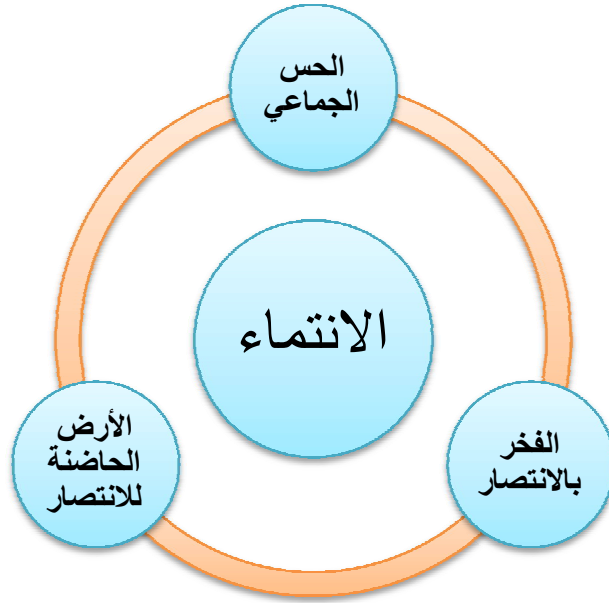 الحس
الجماعي
الانتماء
الفخر
بالانتصار
الأرض
الحاضنة
للانتصار